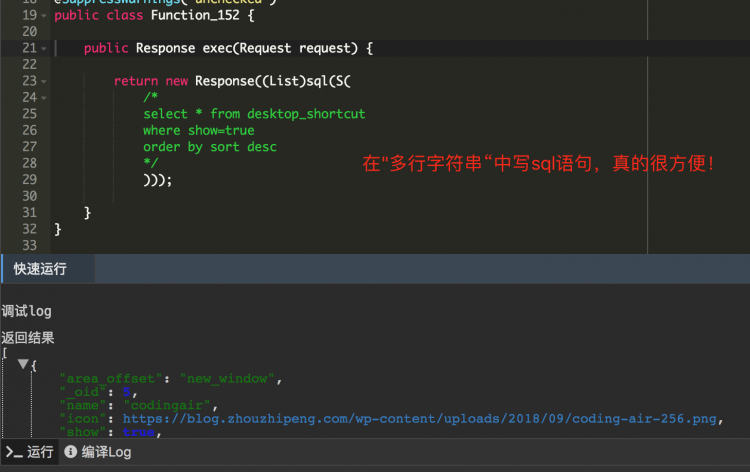 18 @SuppressWarnings("unchecked")
19 public class Function_152 {
20
21 public Response exec(Request request) {
22
23 return new Response((List)sql(S(
24 /*
25 select * from desktop_shortcut
26 where show=true
27 order by sort desc
28 */
在"多行字符串“中写sql语句，真的很方便！
29 )));
30
31 }
32 }
33
快速运行
调试log
返回结果
[
{
"area_offset": "new_window",
"_oid": 5,
"name": "codingair",
"icon": https://blog.zhouzhipeng.com/wp-content/uploads/2018/09/coding-air-256.png,
"show": true,
>_ 运行 编译Log